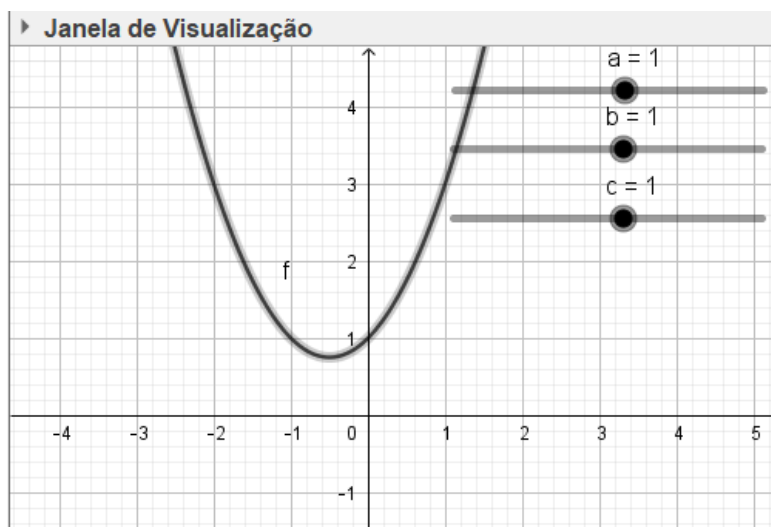 Janela de Visualização
a = 1
4
b = 1
3
c = 1
f
2
1
-4 -3 -2 -1 0 1 2 3 4 5
-1